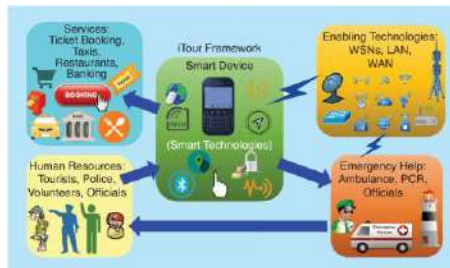 Services:
Ticket Booking,
Taxis,
Restaurants,
Banking
BOOKING
iTour Framework
Smart Device
(Smart Technologies)
Enabling Technologies:
WSNs, LAN,
WAN
Human Resources:
Tourists, Police,
Volunteers, Officials
Emergency Help:
Ambulance, PCR,
Officials